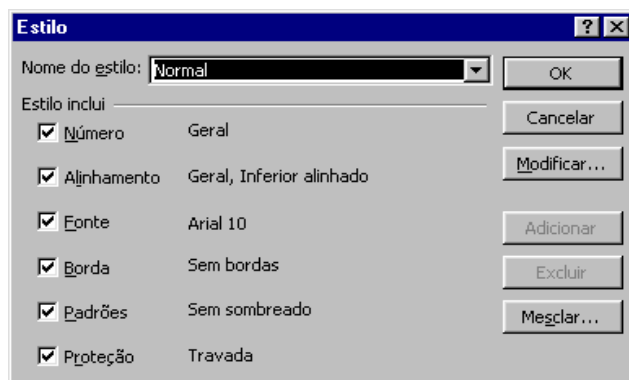 Estilo
Nome do estilo: Normal
OK
Estilo inclui
Cancelar
Número Geral
Modificar...
Alinhamento Geral, Inferior alinhado
Fonte Arial 10
Adicionar
Borda Sem bordas
Excluir
Padrões Sem sombreado
Mesclar...
Proteção Travada